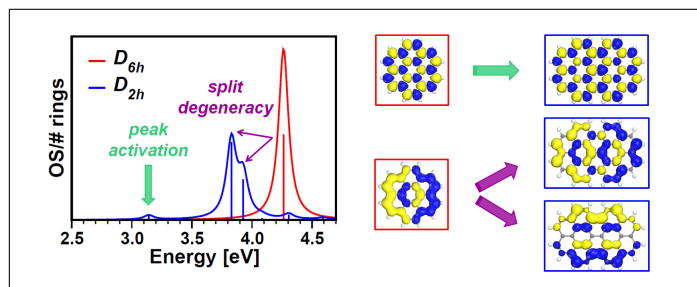 D6h
D2h
split
degeneracy
peak
activation
OS/# rings
2.5 3.0 3.5 4.0 4.5
Energy [eV]